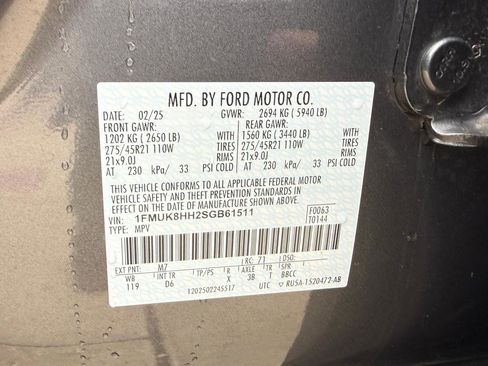 MFD. BY FORD MOTOR CO.
DATE: 02/25 GVWR: 2694 KG ( 5940 LB)
FRONT GAWR: REAR GAWR:
1202 KG ( 2650 LB) WITH 1560 KG ( 3440 LB) WITH
275/45R21 110W TIRES 275/45R21 110W TIRES
21x9.0J RIMS 21x9.0J RIMS
AT 230 kPa/ 33 PSI COLD AT 230 kPa/ 33 PSI COLD
THIS VEHICLE CONFORMS TO ALL APPLICABLE FEDERAL MOTOR
VEHICLE SAFETY AND THEFT PREVENTION STANDARDS IN EFFECT
ON THE DATE OF MANUFACTURE SHOWN ABOVE.
VIN: 1FMUK8HH2SGB61511 F0063
TYPE: MPV T0144
EXT PNT: M7 RC: 71 DSO:
WB INT TR TP/PS R AXLE TR SPR
119 D6 X 3B T BBCC
1202502245517 UTC RU5A-1520472-AB